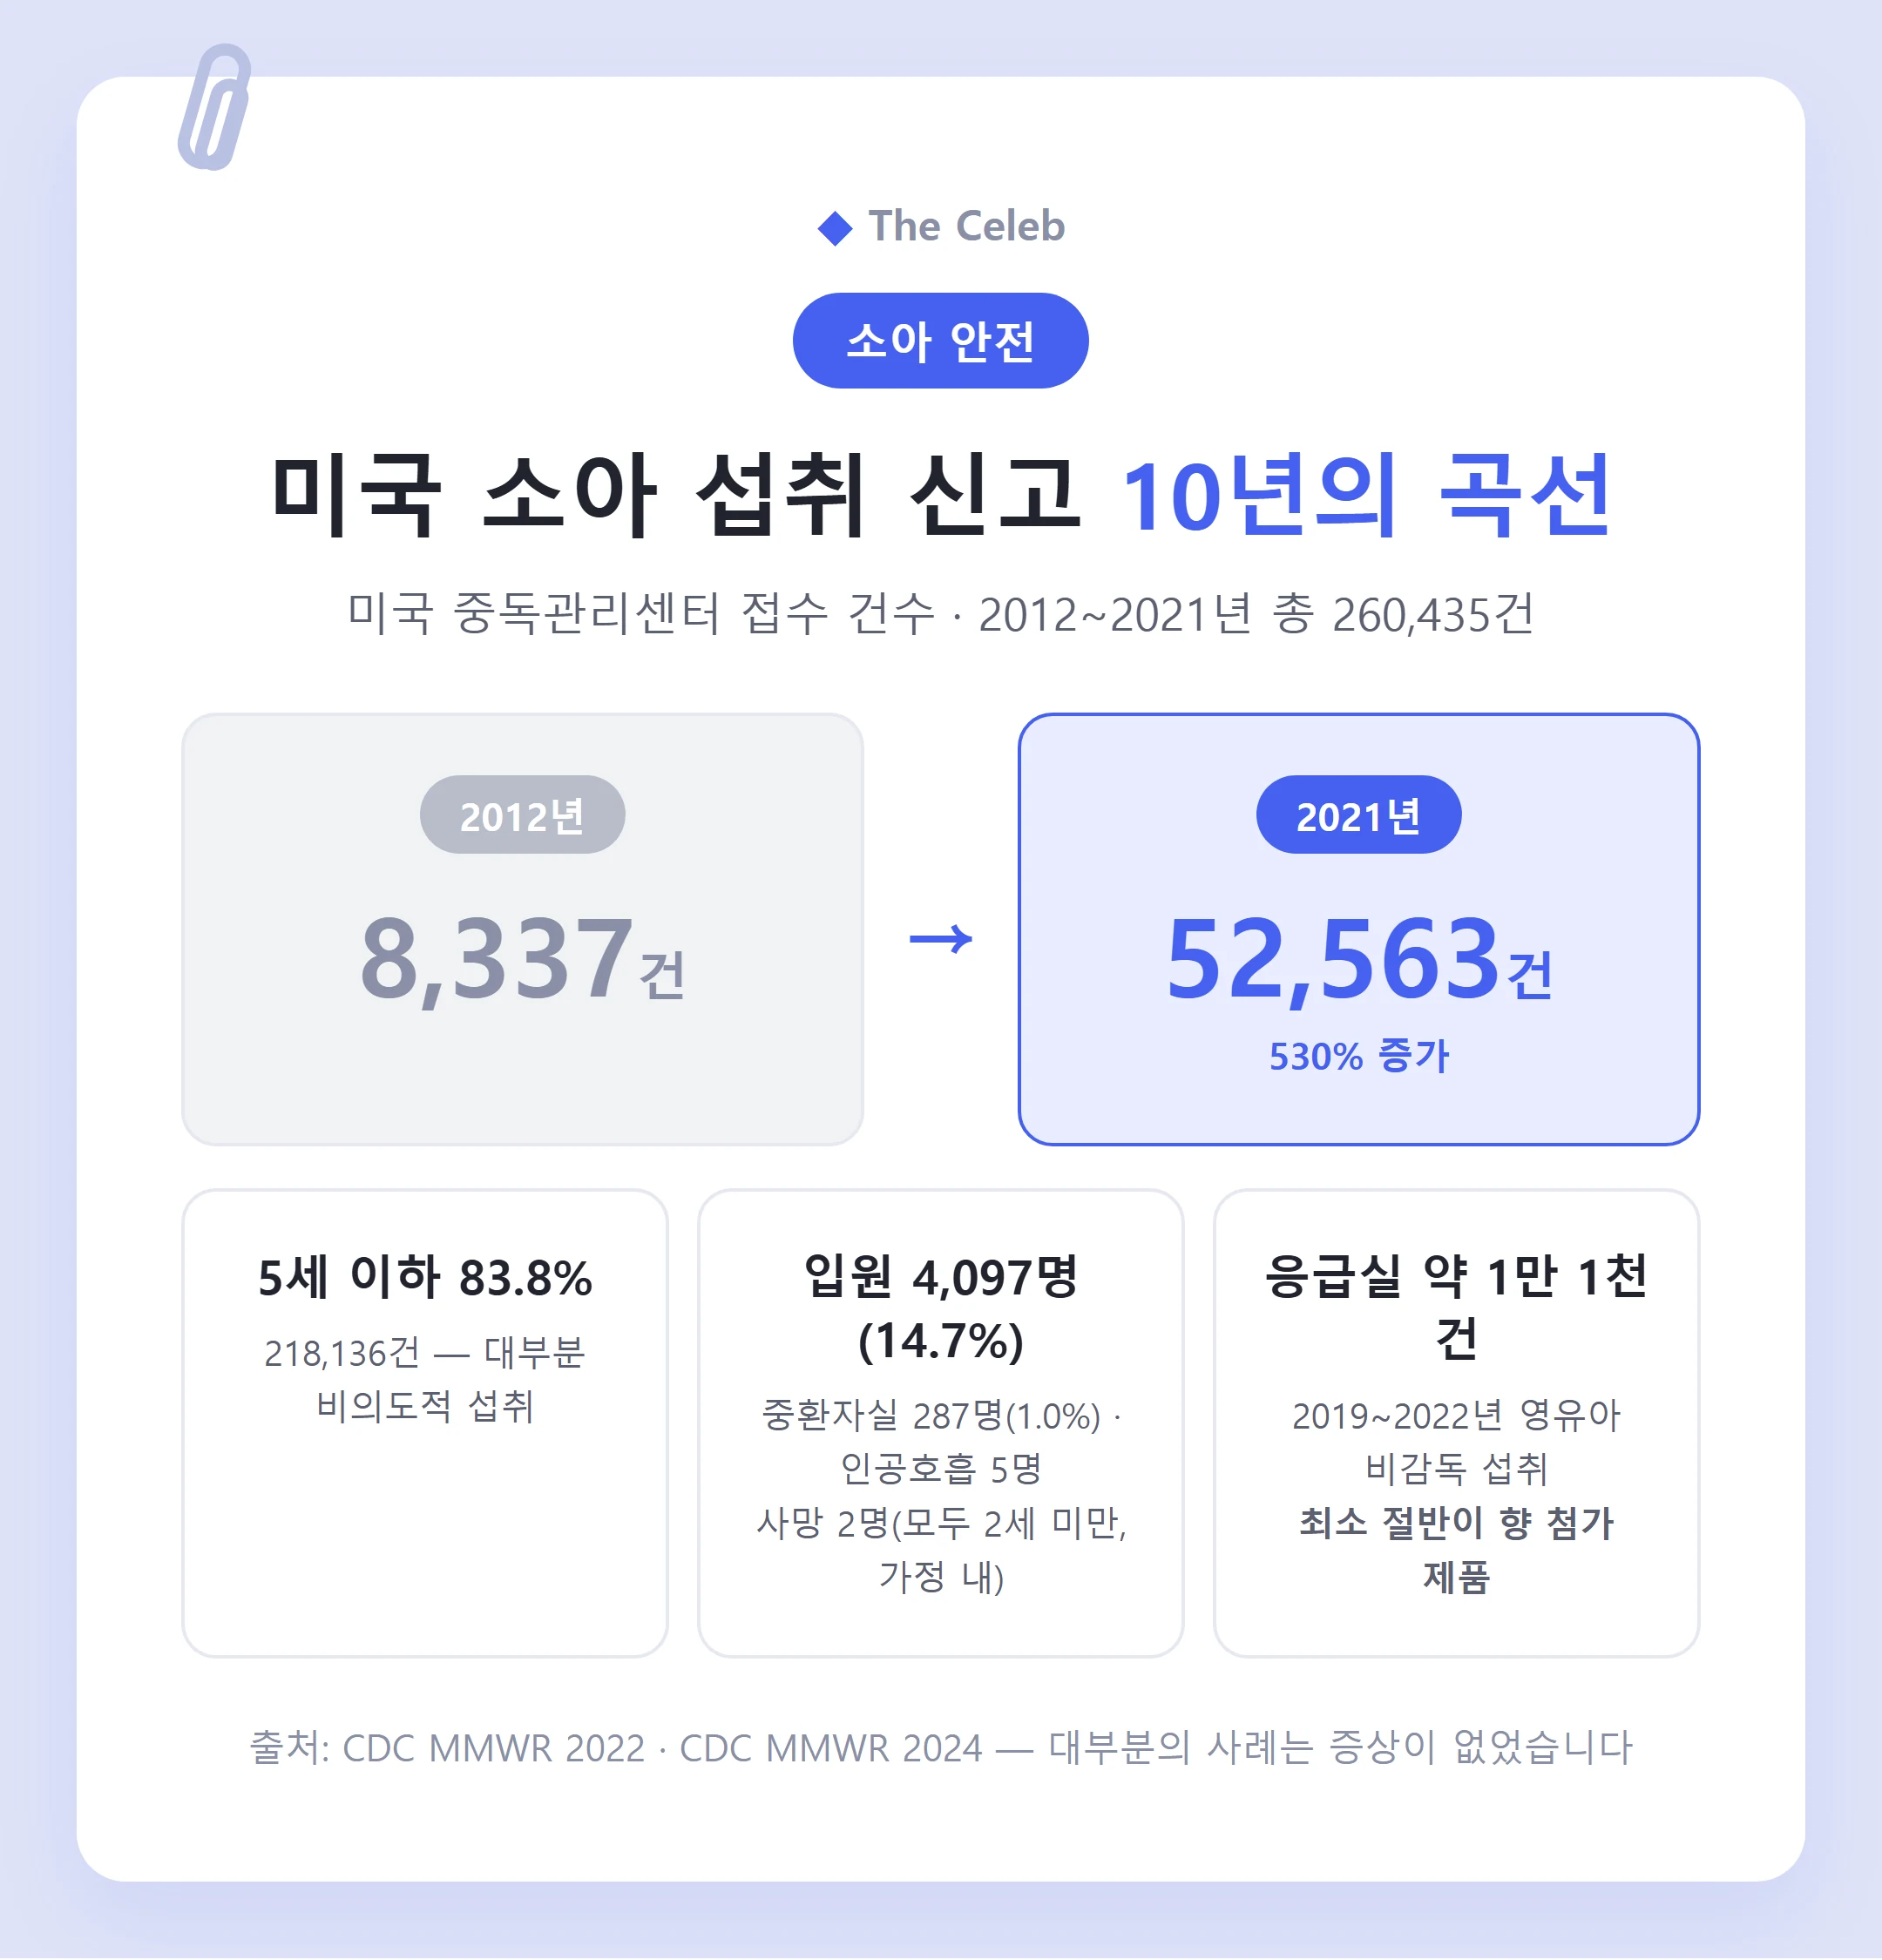 ◆ The Celeb
소아 안전
미국 소아 섭취 신고 10년의 곡선
미국 중독관리센터 접수 건수 · 2012~2021년 총 260,435건
2012년
8,337건
→
2021년
52,563건
530% 증가
5세 이하 83.8%
218,136건 — 대부분
비의도적 섭취
입원 4,097명
(14.7%)
중환자실 287명(1.0%) ·
인공호흡 5명
사망 2명(모두 2세 미만,
가정 내)
응급실 약 1만 1천
건
2019~2022년 영유아
비감독 섭취
최소 절반이 향 첨가
제품
출처: CDC MMWR 2022 · CDC MMWR 2024 — 대부분의 사례는 증상이 없었습니다